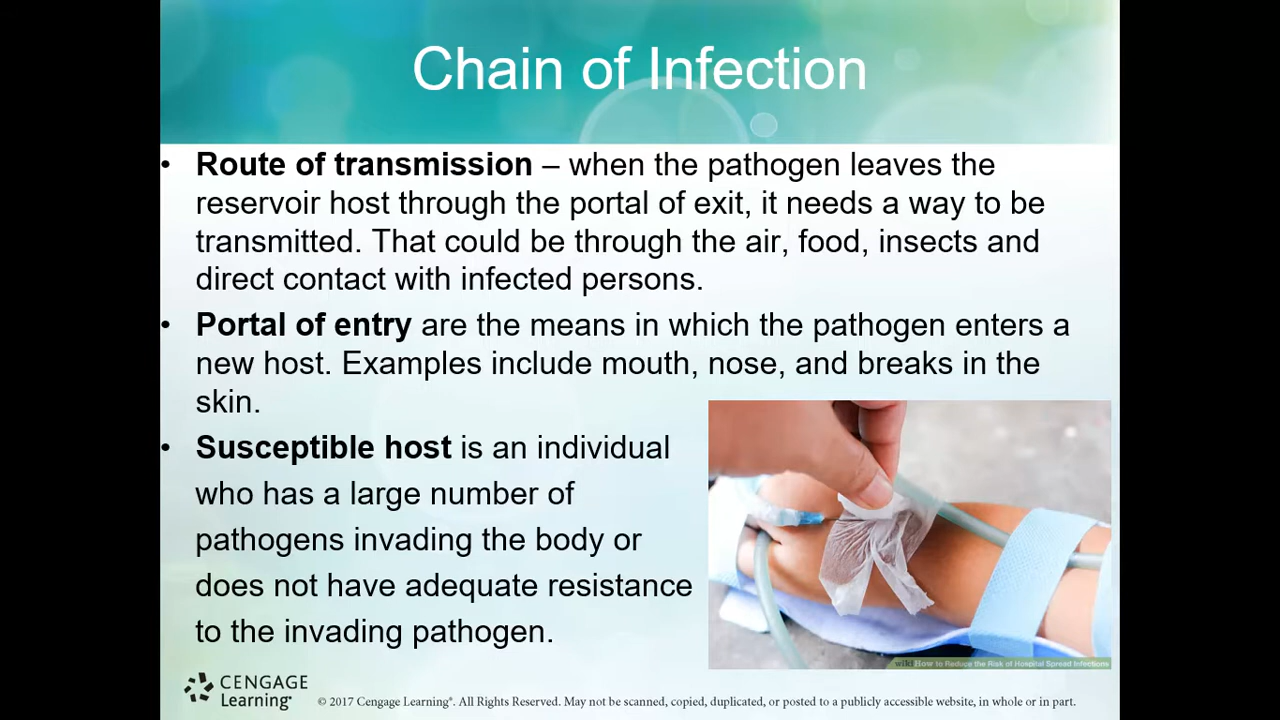 Chain of Infection
• Route of transmission – when the pathogen leaves the
reservoir host through the portal of exit, it needs a way to be
transmitted. That could be through the air, food, insects and
direct contact with infected persons.
• Portal of entry are the means in which the pathogen enters a
new host. Examples include mouth, nose, and breaks in the
skin.
• Susceptible host is an individual
who has a large number of
pathogens invading the body or
does not have adequate resistance
to the invading pathogen.
wikiHow to Reduce the Risk of Hospital Spread Infections
CENGAGE
Learning™
© 2017 Cengage Learning®. All Rights Reserved. May not be scanned, copied, duplicated, or posted to a publicly accessible website, in whole or in part.